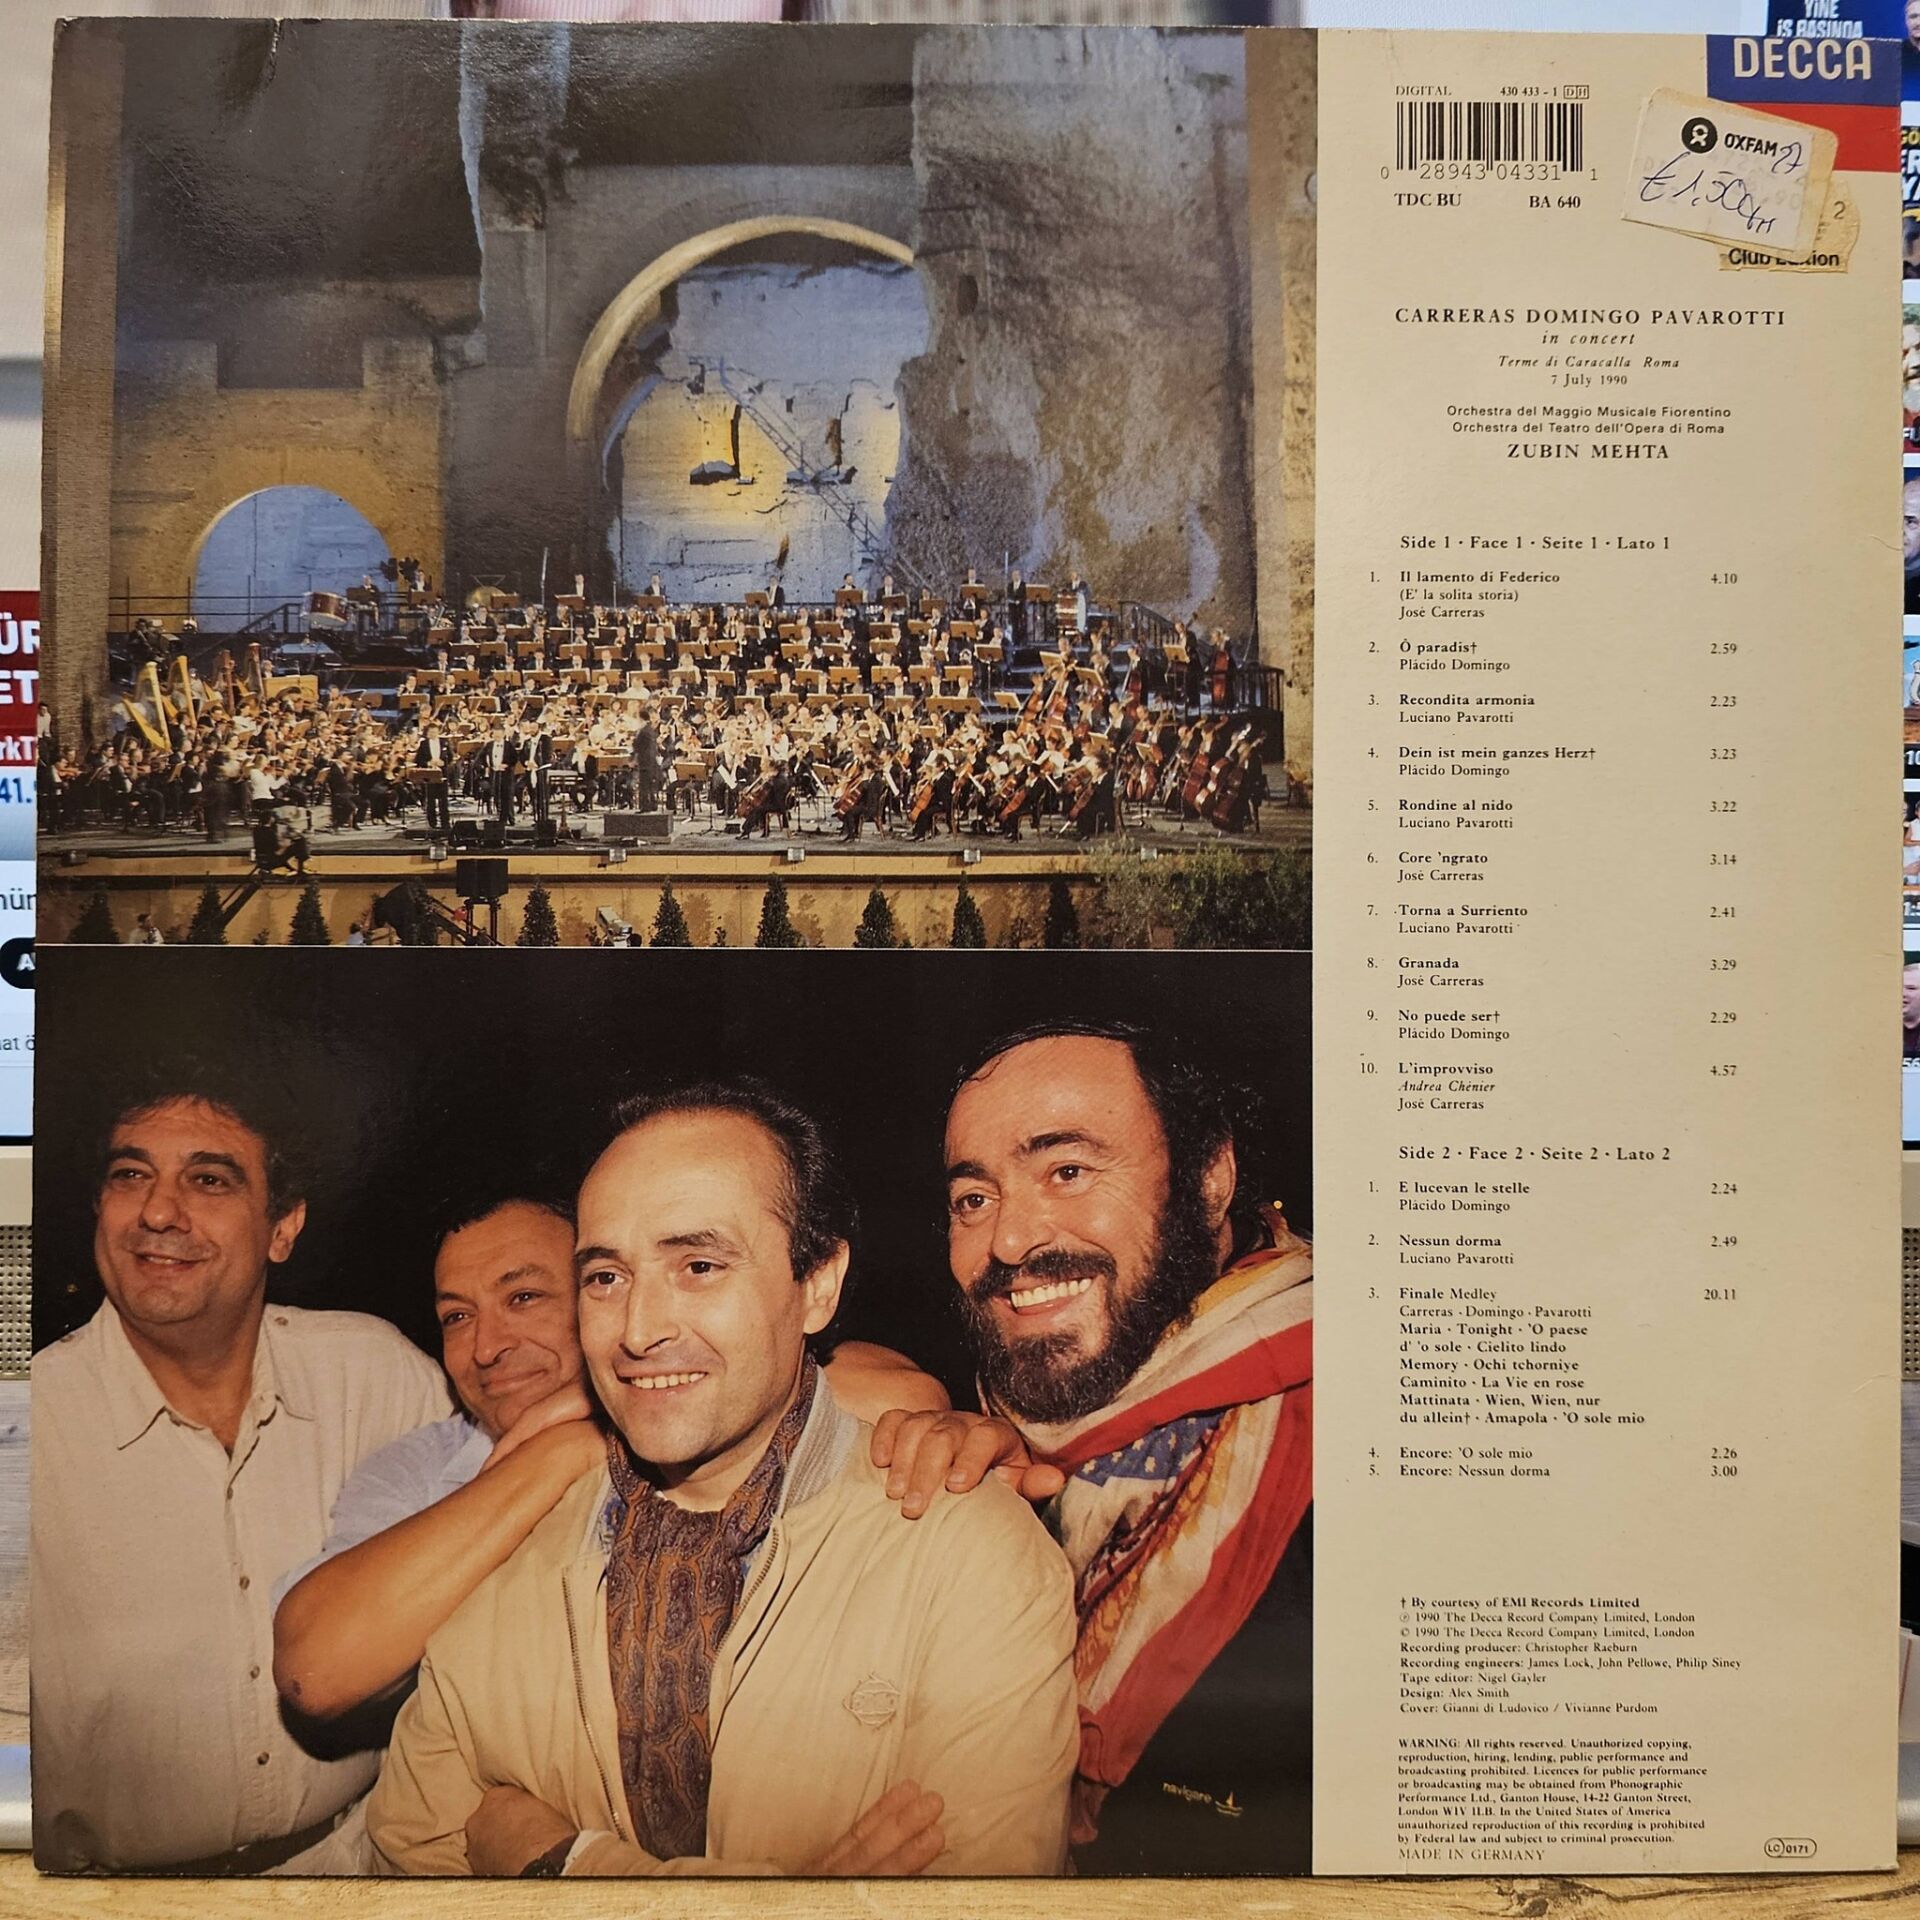 YİNE
İŞ BAŞINDA
DECCA
DIGITAL 430 433 - 1 DH
0 28943 04331 1
TDC BU BA 640
OXFAM 27
£1,50
2
Club
CARRERAS DOMINGO PAVAROTTI
in concert
Terme di Caracalla Roma
7 July 1990
Orchestra del Maggio Musicale Fiorentino
Orchestra del Teatro dell'Opera di Roma
ZUBIN MEHTA
Side 1 · Face 1 · Seite 1 · Lato 1
1. Il lamento di Federico 4.10
(E' la solita storia)
José Carreras
2. Ô paradis† 2.59
Plácido Domingo
3. Recondita armonia 2.23
Luciano Pavarotti
4. Dein ist mein ganzes Herz† 3.23
Plácido Domingo
5. Rondine al nido 3.22
Luciano Pavarotti
6. Core 'ngrato 3.14
José Carreras
7. Torna a Surriento 2.41
Luciano Pavarotti
8. Granada 3.29
José Carreras
9. No puede ser† 2.29
Plácido Domingo
10. L'improvviso 4.57
Andrea Chénier
José Carreras
Side 2 · Face 2 · Seite 2 · Lato 2
1. E lucevan le stelle 2.24
Plácido Domingo
2. Nessun dorma 2.49
Luciano Pavarotti
3. Finale Medley 20.11
Carreras · Domingo · Pavarotti
Maria · Tonight · 'O paese
d' 'o sole · Cielito lindo
Memory · Ochi tchorniye
Caminito · La Vie en rose
Mattinata · Wien, Wien, nur
du allein† · Amapola · 'O sole mio
4. Encore: 'O sole mio 2.26
5. Encore: Nessun dorma 3.00
† By courtesy of EMI Records Limited
℗ 1990 The Decca Record Company Limited, London
© 1990 The Decca Record Company Limited, London
Recording producer: Christopher Raeburn
Recording engineers: James Lock, John Pellowe, Philip Siney
Tape editor: Nigel Gayler
Design: Alex Smith
Cover: Gianni di Ludovico / Vivianne Purdom
WARNING: All rights reserved. Unauthorized copying,
reproduction, hiring, lending, public performance and
broadcasting prohibited. Licences for public performance
or broadcasting may be obtained from Phonographic
Performance Ltd., Ganton House, 14-22 Ganton Street,
London W1V 1LB. In the United States of America
unauthorized reproduction of this recording is prohibited
by Federal law and subject to criminal prosecution.
MADE IN GERMANY
LC 0171
navigare